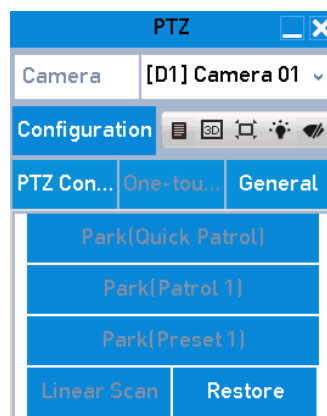 PTZ
Camera [D1] Camera 01
Configuration 3D
PTZ Con... One-tou... General
Park(Quick Patrol)
Park(Patrol 1)
Park(Preset 1)
Linear Scan Restore